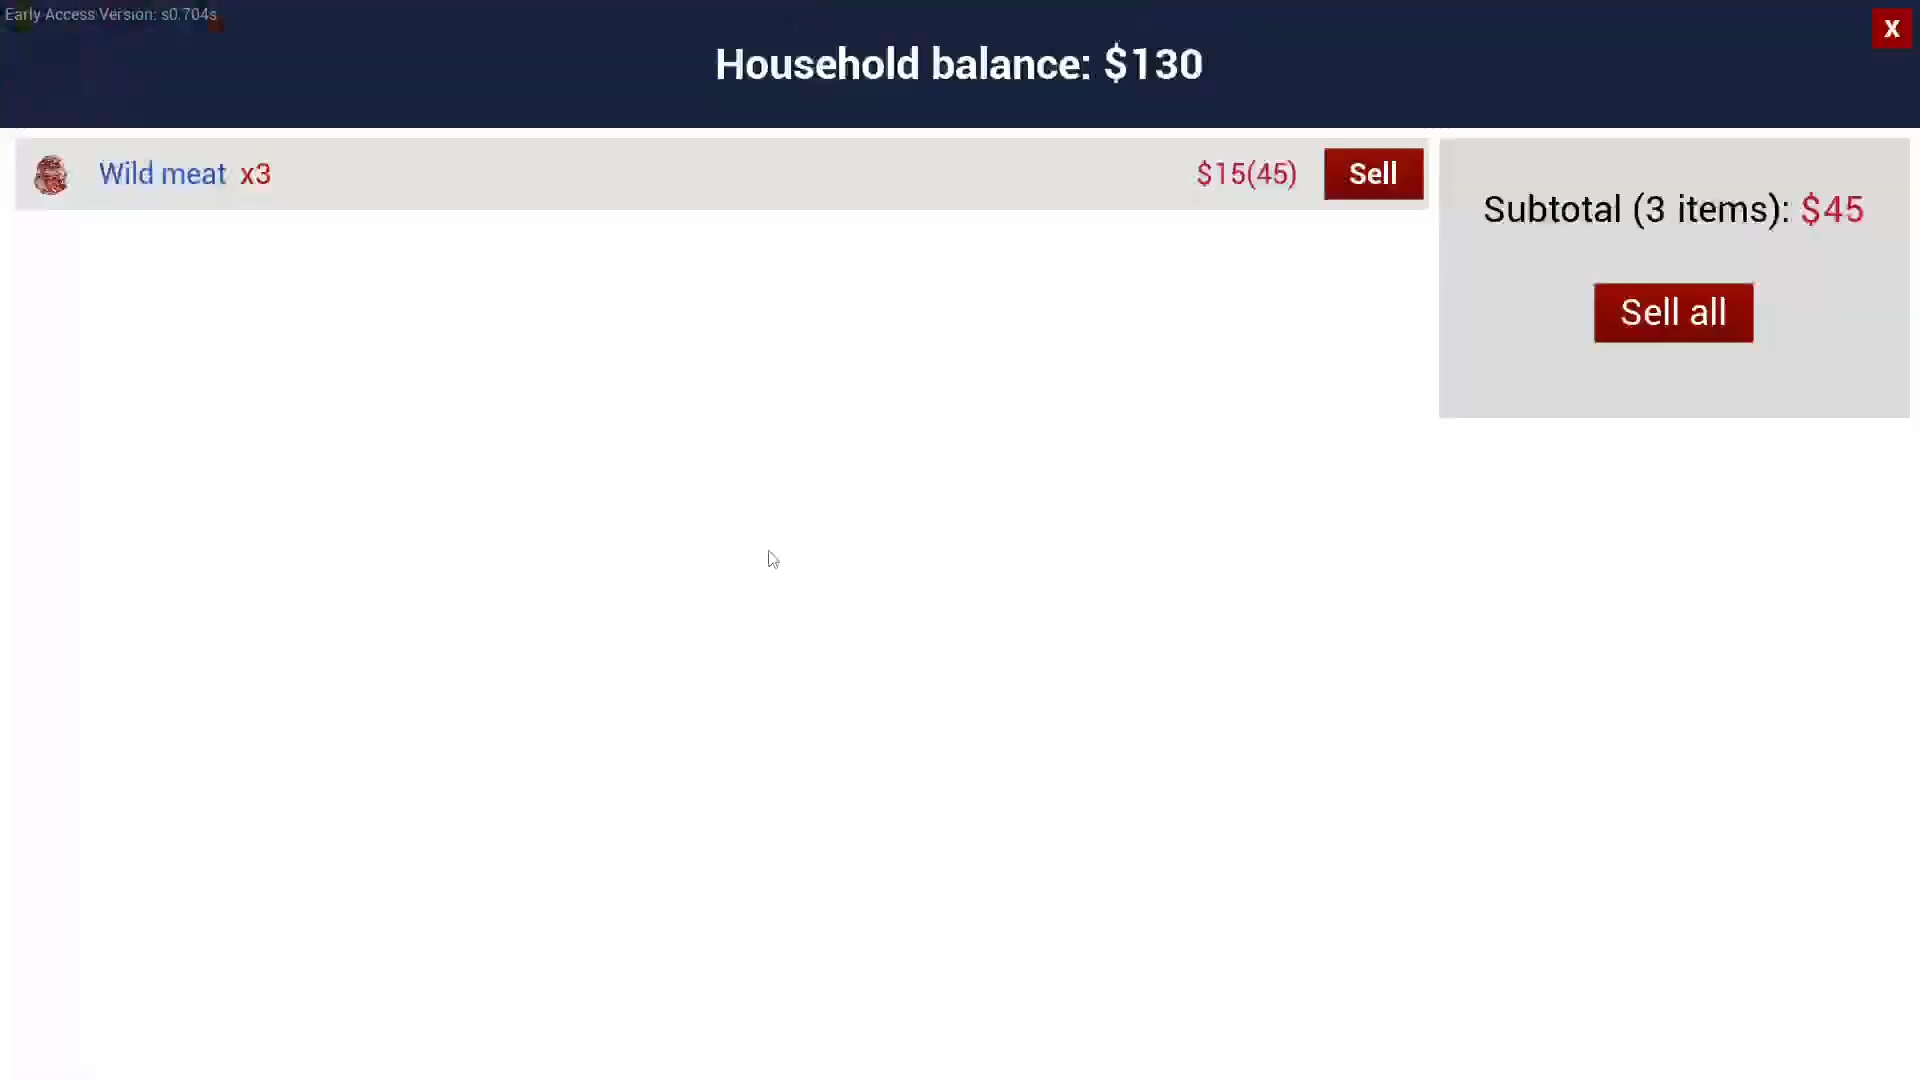 Early Access Version: s0.704s
X
Household balance: $130
Wild meat x3
$15(45)
Sell
Subtotal (3 items): $45
Sell all